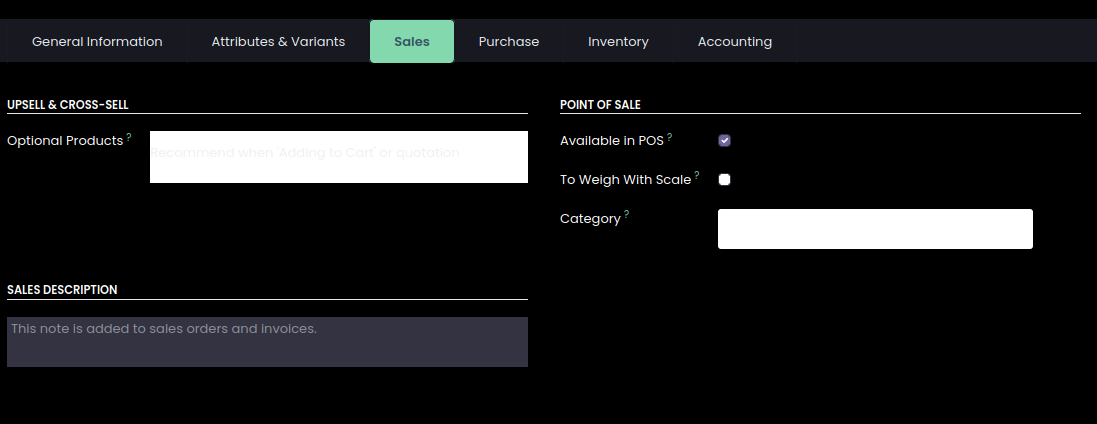 General Information Attributes & Variants Sales Purchase Inventory Accounting
UPSELL & CROSS-SELL
Optional Products ?
Recommend when 'Adding to Cart' or quotation
POINT OF SALE
Available in POS ?
To Weigh With Scale ?
Category ?
SALES DESCRIPTION
This note is added to sales orders and invoices.